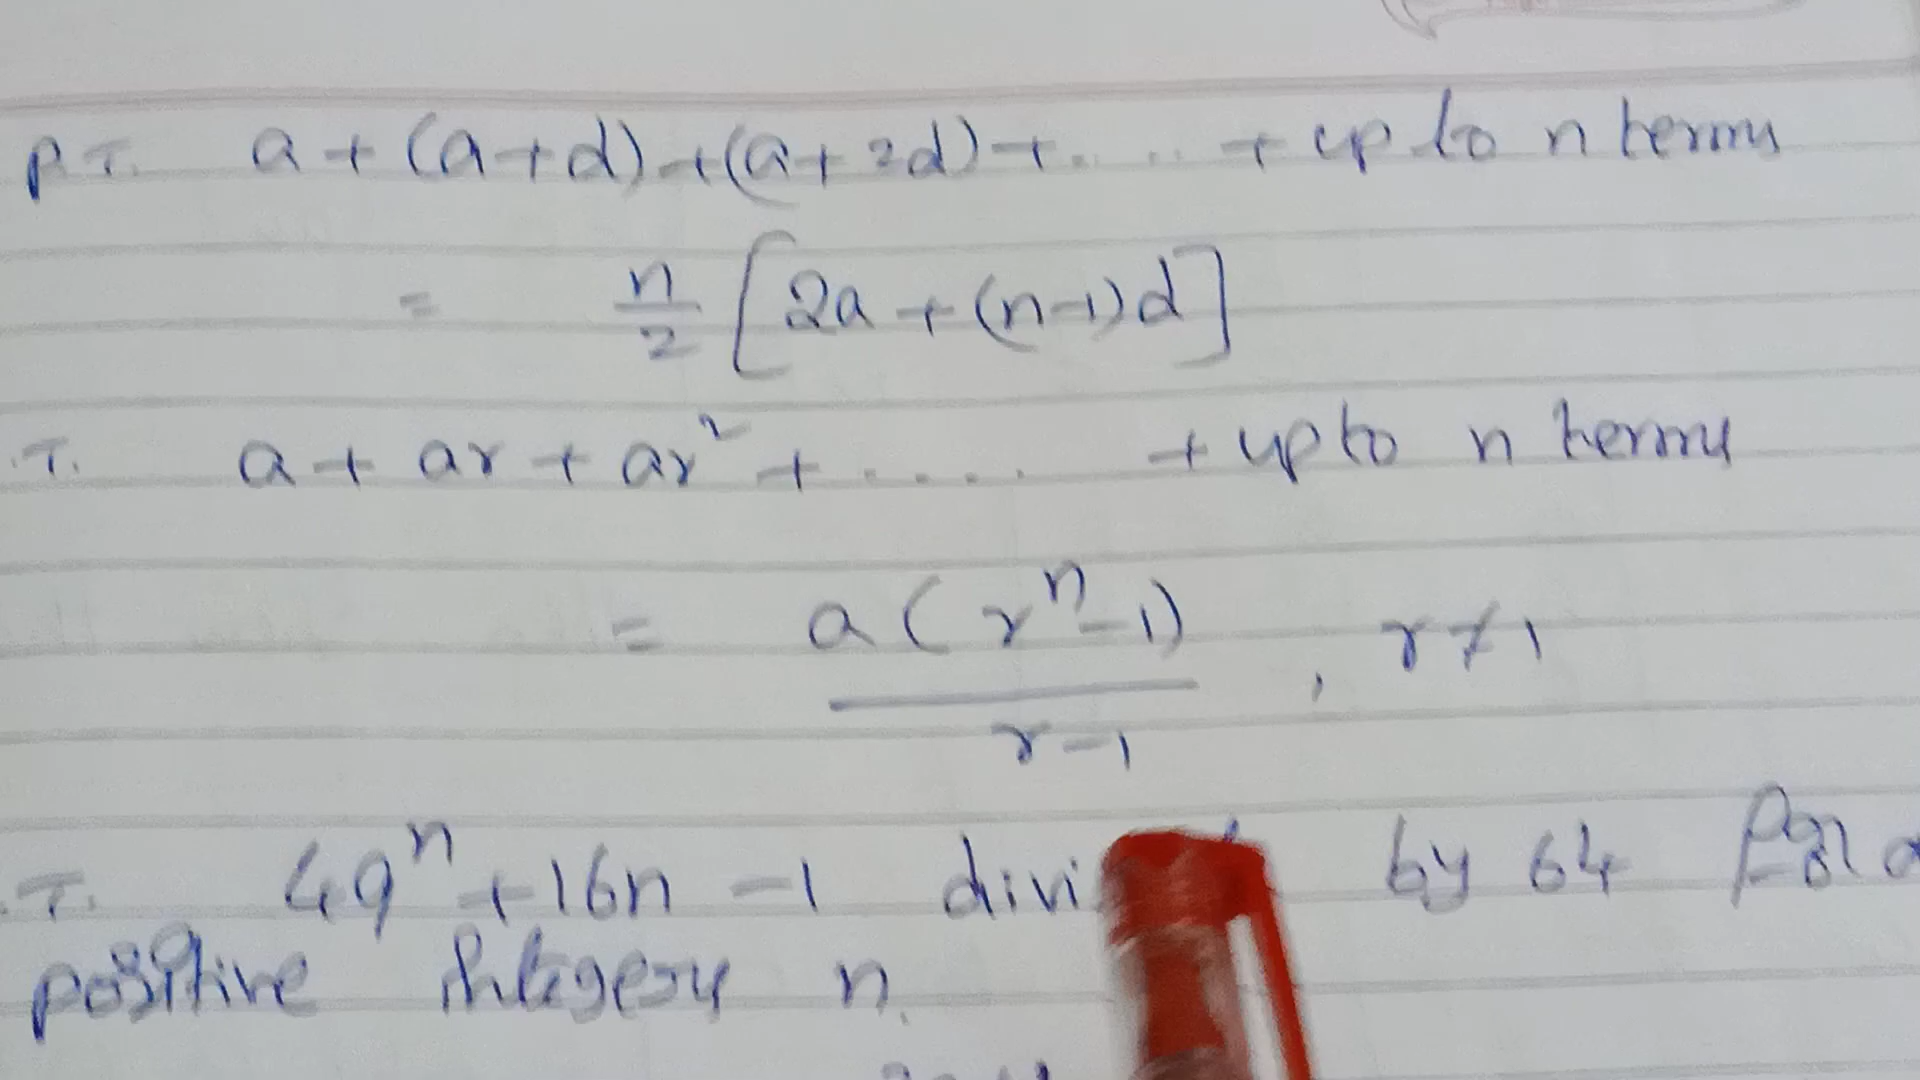 P.T. a + (a+d) + (a+2d) + ..... + up to n terms
= n/2 [2a + (n-1)d]
.T. a + ar + ar² + ..... + up to n terms
= a(rⁿ-1)/r-1 , r≠1
.T. 49ⁿ + 16n - 1 by 64 for
positive integers n.